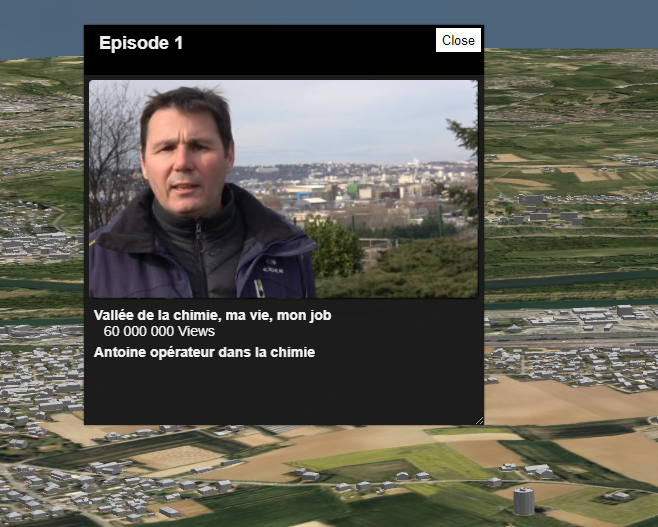 Episode 1
Close
EIDER
Vallée de la chimie, ma vie, mon job
60 000 000 Views
Antoine opérateur dans la chimie